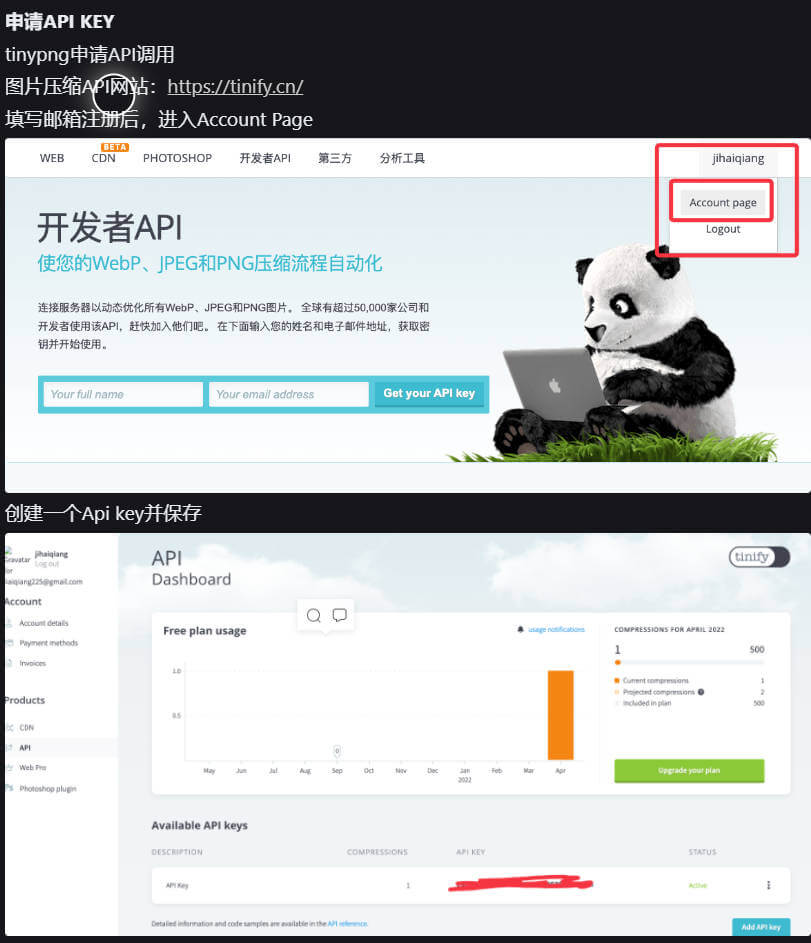 申请API KEY
tinypng申请API调用
图片压缩API网站：https://tinify.cn/
填写邮箱注册后，进入Account Page
WEB CDN BETA PHOTOSHOP 开发者API 第三方 分析工具 jihaiqiang
Account page
Logout
开发者API
使您的WebP、JPEG和PNG压缩流程自动化
连接服务器以动态优化所有WebP、JPEG和PNG图片。 全球有超过50,000家公司和
开发者使用该API，赶快加入他们吧。 在下面输入您的姓名和电子邮件地址，获取密
钥并开始使用。
Your full name Your email address Get your API key
创建一个Api key并保存
Gravatar for jihaiqiang
Log out
jiaiqiang225@gmail.com
Account
Account details
Payment methods
Invoices
Products
CDN
API
Web Pro
Photoshop plugin
API
Dashboard
tinify
Free plan usage
usage notifications
1.0
0.5
0
May Jun Jul Aug Sep Oct Nov Dec Jan Feb Mar Apr
2022
COMPRESSIONS FOR APRIL 2022
1 500
Current compressions 1
Projected compressions ? 2
Included in plan 500
Upgrade your plan
Available API keys
DESCRIPTION COMPRESSIONS API KEY STATUS
API Key 1 Active
Detailed information and code samples are available in the API reference.
Add API key